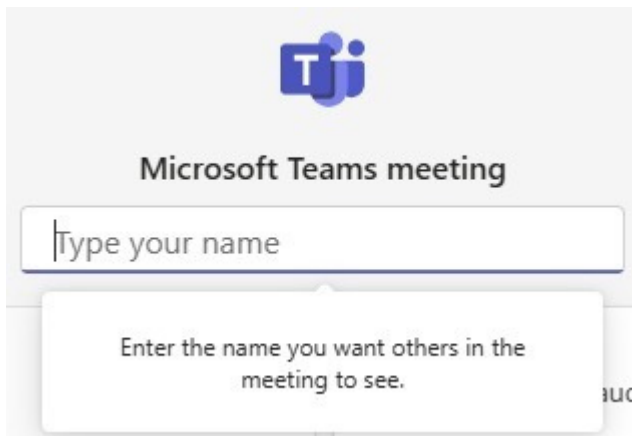 T
Microsoft Teams meeting
Type your name
Enter the name you want others in the
meeting to see.